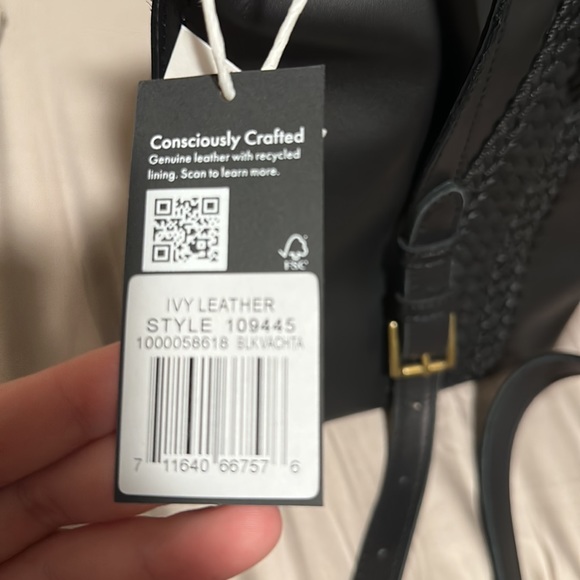 Consciously Crafted
Genuine leather with recycled
lining. Scan to learn more.
FSC
IVY LEATHER
STYLE 109445
1000058618 BLKVACHTA
7 11640 66757 6